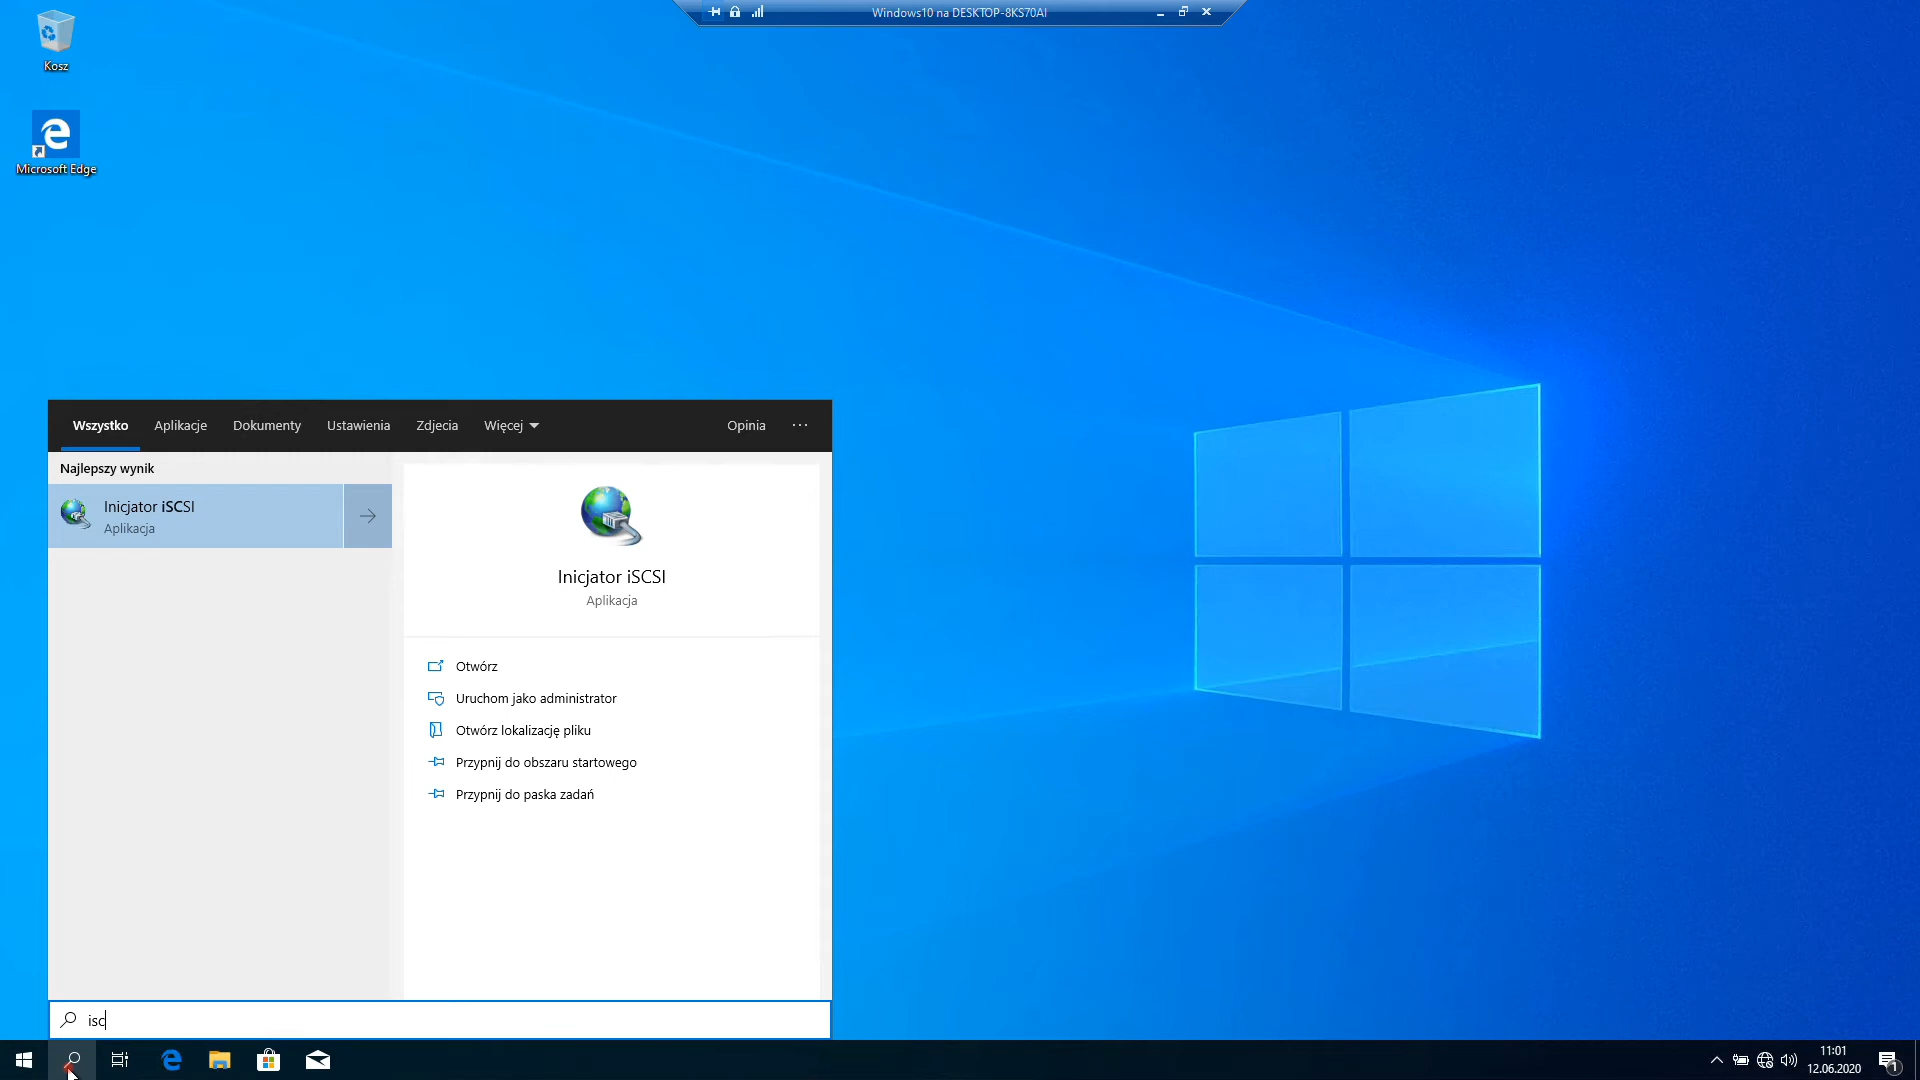 Windows10 na DESKTOP-8KS70AI
Kosz
Microsoft Edge
Wszystko Aplikacje Dokumenty Ustawienia Zdjecia Więcej Opinia ...
Najlepszy wynik
Inicjator iSCSI
Aplikacja
Inicjator iSCSI
Aplikacja
Otwórz
Uruchom jako administrator
Otwórz lokalizację pliku
Przypnij do obszaru startowego
Przypnij do paska zadań
isc
11:01
12.06.2020
1